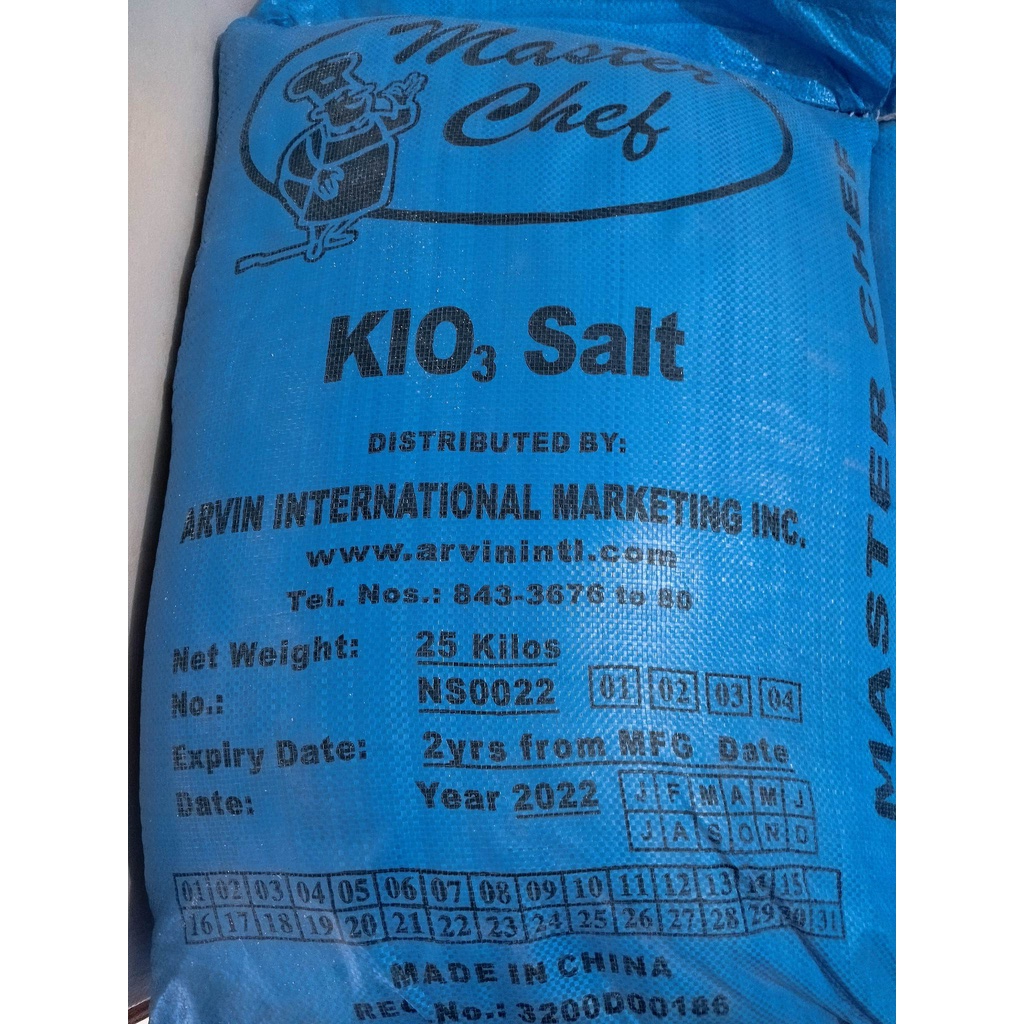 Master
Chef
KIO₃ Salt
DISTRIBUTED BY:
ARVIN INTERNATIONAL MARKETING INC.
www.arvinintl.com
Tel. Nos.: 843-3676 to 80
Net Weight: 25 Kilos
No.: NS0022 01 02 03 04
Expiry Date: 2yrs from MFG Date
Date: Year 2022 J F M A M J
J A S O N D
01 02 03 04 05 06 07 08 09 10 11 12 13 14 15
16 17 18 19 20 21 22 23 24 25 26 27 28 29 30 31
MADE IN CHINA
No.: 3200D00186
MASTER CHEF